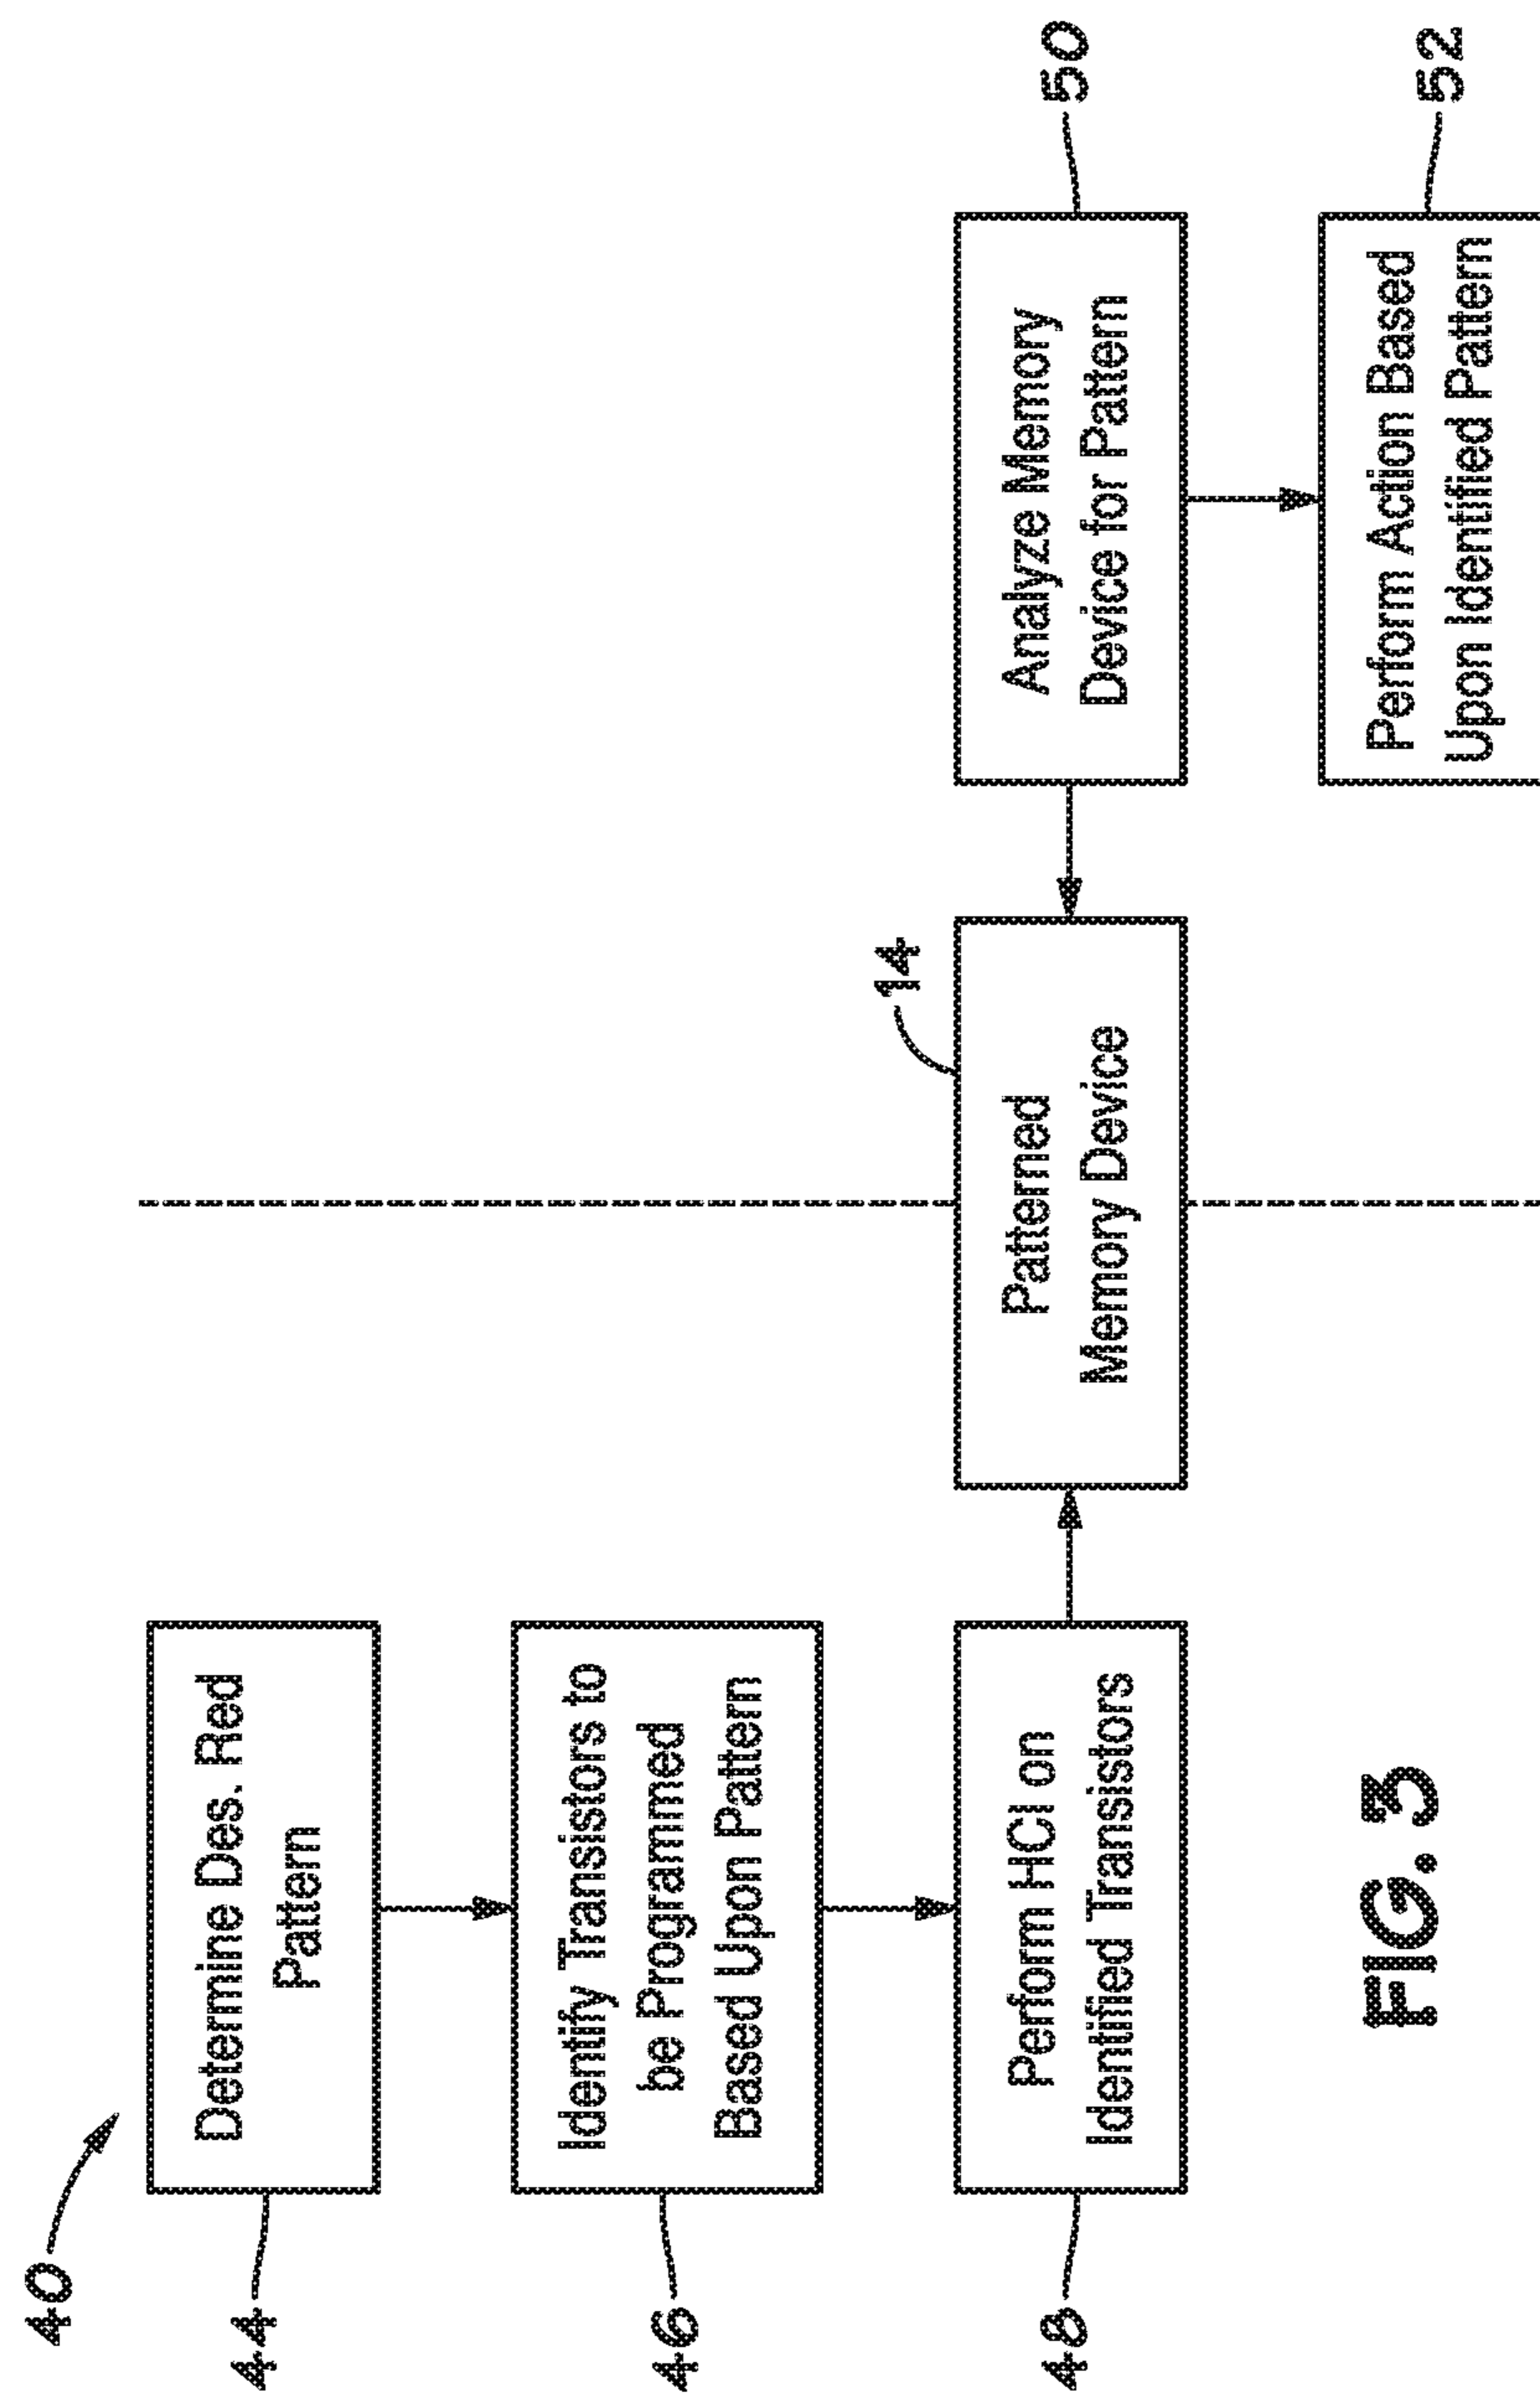 40
44
Determine Des. Red
Pattern
46
Identify Transistors to
be Programmed
Based Upon Pattern
48
Perform HCI on
Identified Transistors
14
Patterned
Memory Device
Analyze Memory
Device for Pattern
50
Perform Action Based
Upon Identified Pattern
52
FIG. 3